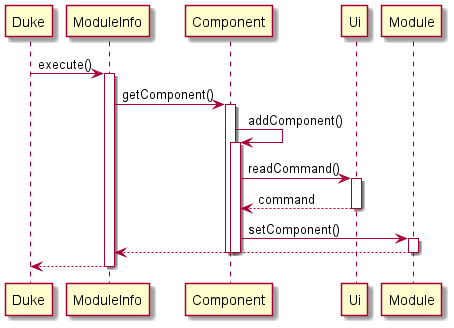 Duke ModuleInfo Component Ui Module
execute()
getComponent()
addComponent()
readCommand()
command
setComponent()
Duke ModuleInfo Component Ui Module